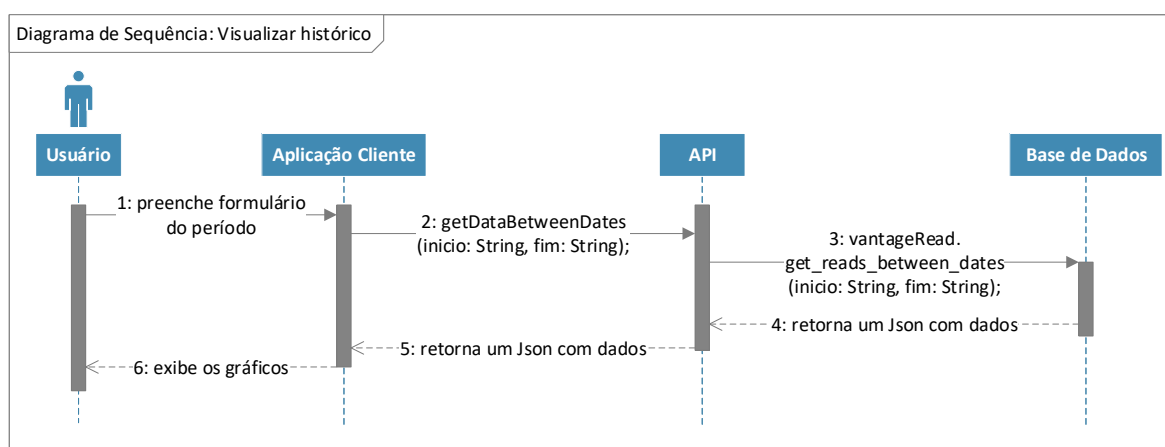 Diagrama de Sequência: Visualizar histórico
Usuário
Aplicação Cliente
API
Base de Dados
1: preenche formulário
do período
2: getDataBetweenDates
(inicio: String, fim: String);
3: vantageRead.
get_reads_between_dates
(inicio: String, fim: String);
4: retorna um Json com dados
5: retorna um Json com dados
6: exibe os gráficos